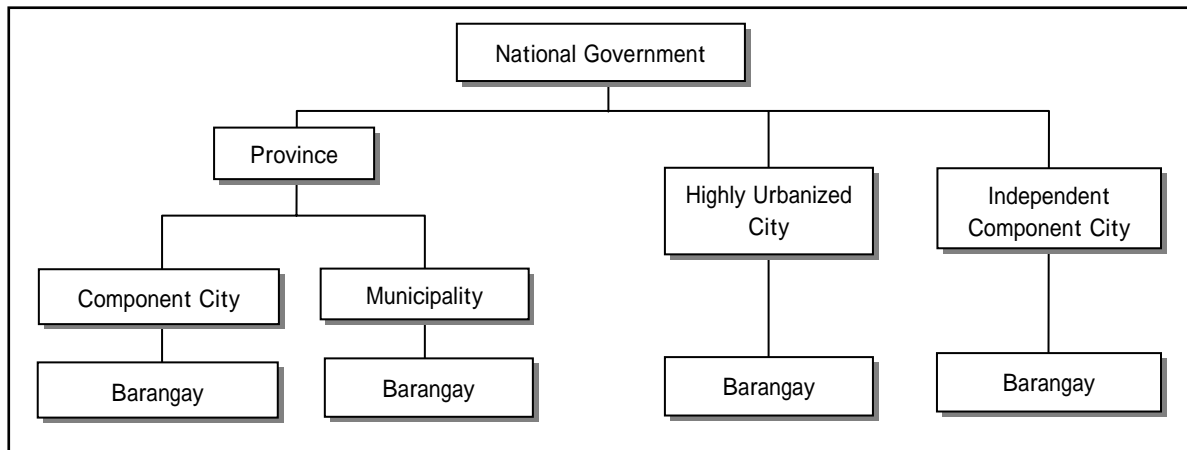 National Government
Province
Highly Urbanized
City
Independent
Component City
Component City
Municipality
Barangay
Barangay
Barangay
Barangay